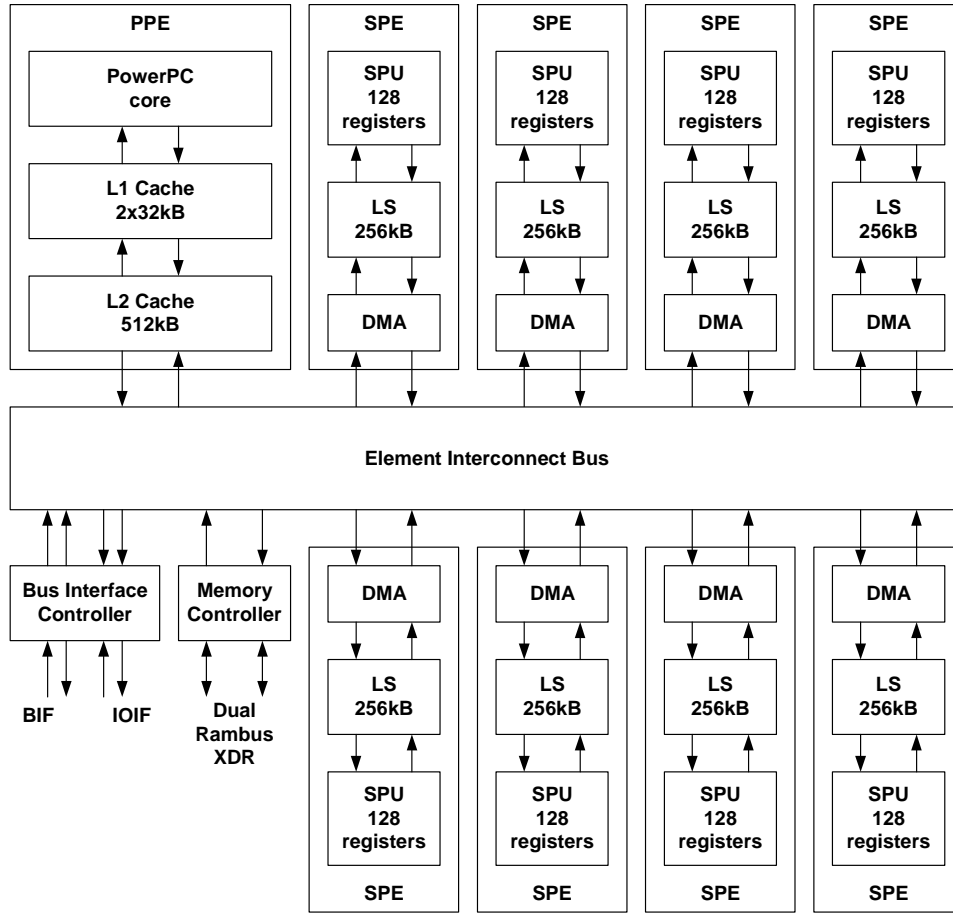 PPE
PowerPC
core
L1 Cache
2x32kB
L2 Cache
512kB
SPE
SPU
128
registers
LS
256kB
DMA
SPE
SPU
128
registers
LS
256kB
DMA
SPE
SPU
128
registers
LS
256kB
DMA
SPE
SPU
128
registers
LS
256kB
DMA
Element Interconnect Bus
Bus Interface
Controller
BIF
IOIF
Memory
Controller
Dual
Rambus
XDR
DMA
LS
256kB
SPU
128
registers
SPE
DMA
LS
256kB
SPU
128
registers
SPE
DMA
LS
256kB
SPU
128
registers
SPE
DMA
LS
256kB
SPU
128
registers
SPE